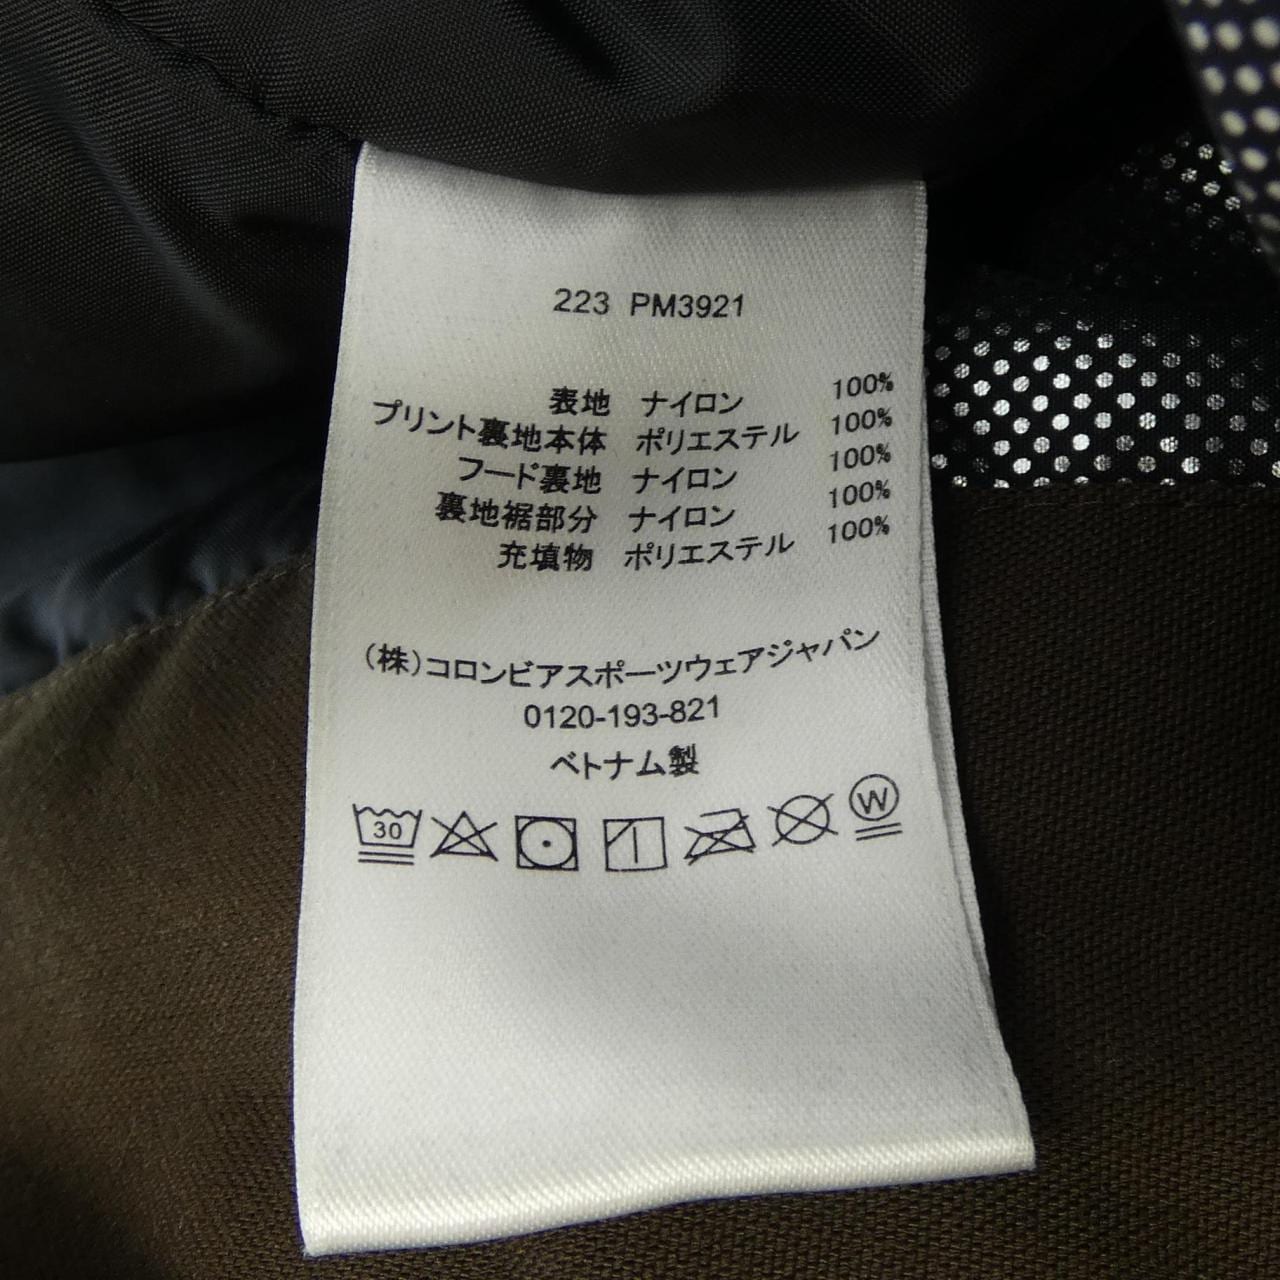 223 PM3921
表地 ナイロン 100%
プリント裏地本体 ポリエステル 100%
フード裏地 ナイロン 100%
裏地裾部分 ナイロン 100%
充填物 ポリエステル 100%
(株)コロンビアスポーツウェアジャパン
0120-193-821
ベトナム製
30 W